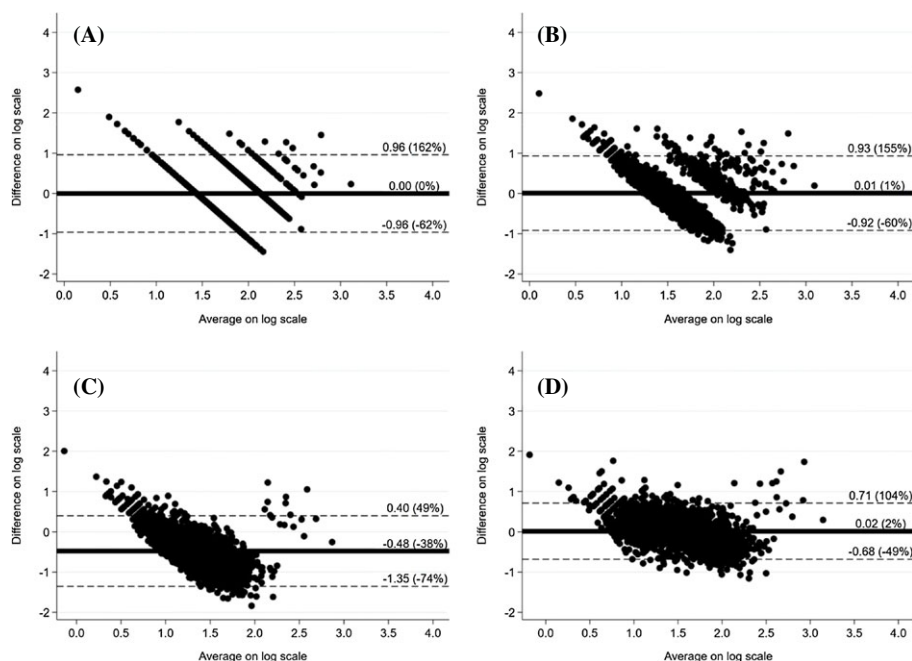 (A)
4
3
2
1
0
-1
-2
Difference on log scale
0.96 (162%)
0.00 (0%)
-0.96 (-62%)
0.0 0.5 1.0 1.5 2.0 2.5 3.0 3.5 4.0
Average on log scale
(B)
4
3
2
1
0
-1
-2
Difference on log scale
0.93 (155%)
0.01 (1%)
-0.92 (-60%)
0.0 0.5 1.0 1.5 2.0 2.5 3.0 3.5 4.0
Average on log scale
(C)
4
3
2
1
0
-1
-2
Difference on log scale
0.40 (49%)
-0.48 (-38%)
-1.35 (-74%)
0.0 0.5 1.0 1.5 2.0 2.5 3.0 3.5 4.0
Average on log scale
(D)
4
3
2
1
0
-1
-2
Difference on log scale
0.71 (104%)
0.02 (2%)
-0.68 (-49%)
0.0 0.5 1.0 1.5 2.0 2.5 3.0 3.5 4.0
Average on log scale